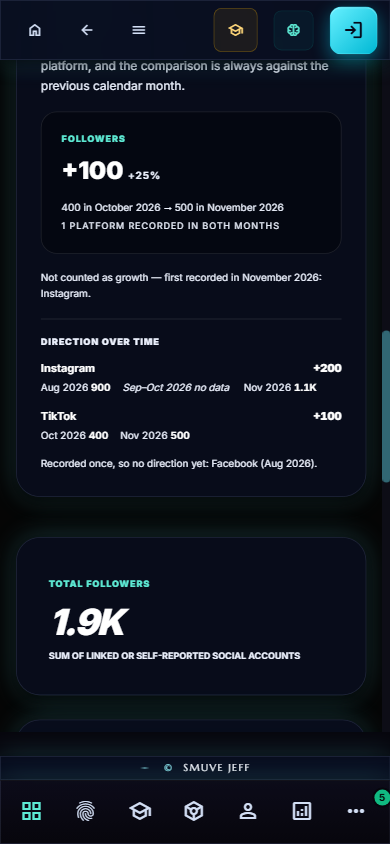 platform, and the comparison is always against the
previous calendar month.
FOLLOWERS
+100 +25%
400 in October 2026 → 500 in November 2026
1 PLATFORM RECORDED IN BOTH MONTHS
Not counted as growth — first recorded in November 2026:
Instagram.
DIRECTION OVER TIME
Instagram +200
Aug 2026 900 Sep–Oct 2026 no data Nov 2026 1.1K
TikTok +100
Oct 2026 400 Nov 2026 500
Recorded once, so no direction yet: Facebook (Aug 2026).
TOTAL FOLLOWERS
1.9K
SUM OF LINKED OR SELF-REPORTED SOCIAL ACCOUNTS
— © SMUVE JEFF
5